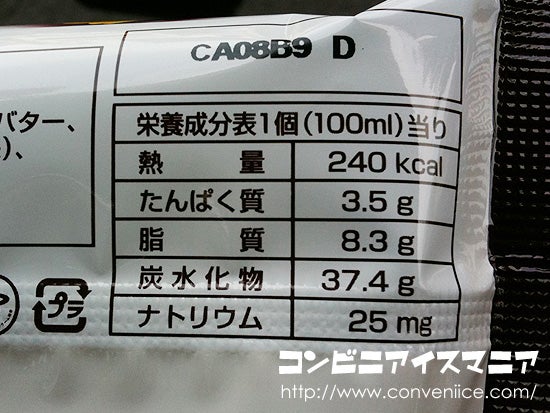 CA08B9 D
バター、
)、
栄養成分表1個(100ml)当り
熱量 240 kcal
たんぱく質 3.5 g
脂質 8.3 g
炭水化物 37.4 g
ナトリウム 25 mg
プラ
コンビニアイスマニア
http://www.conveniice.com/